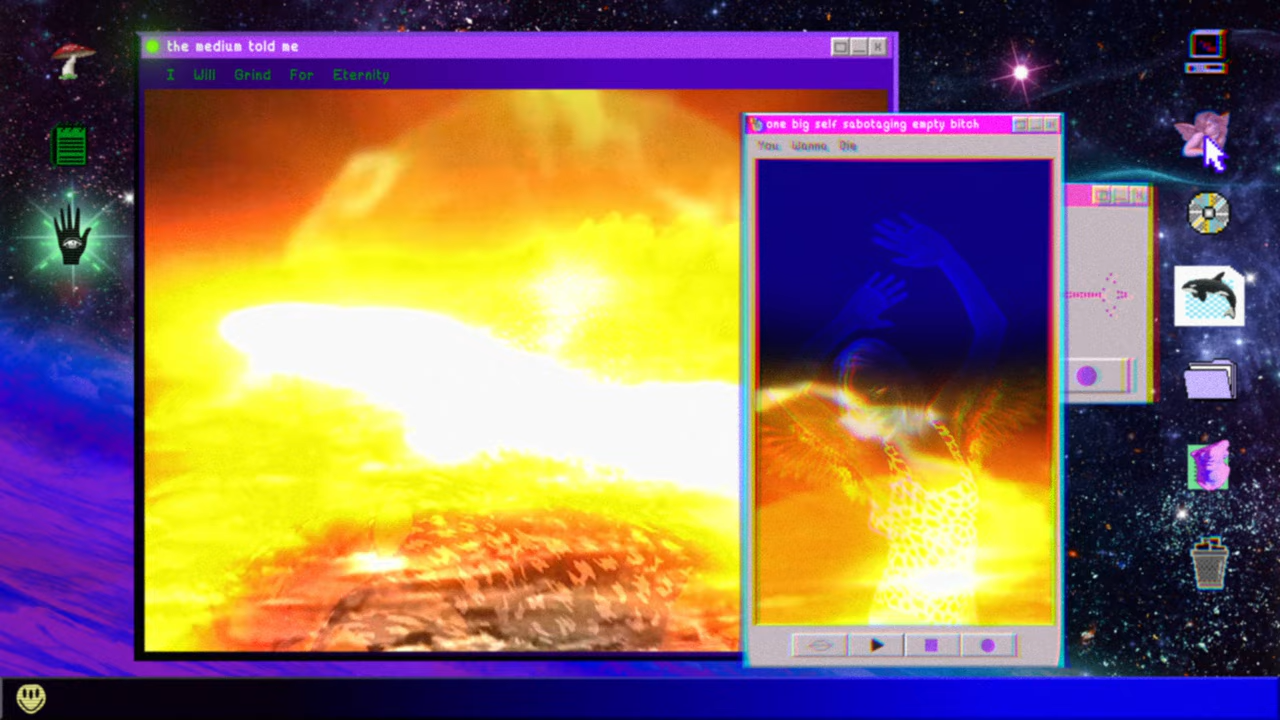 the medium told me
I Will Grind For Eternity
one big self sabotaging empty bitch
You Wanna Die